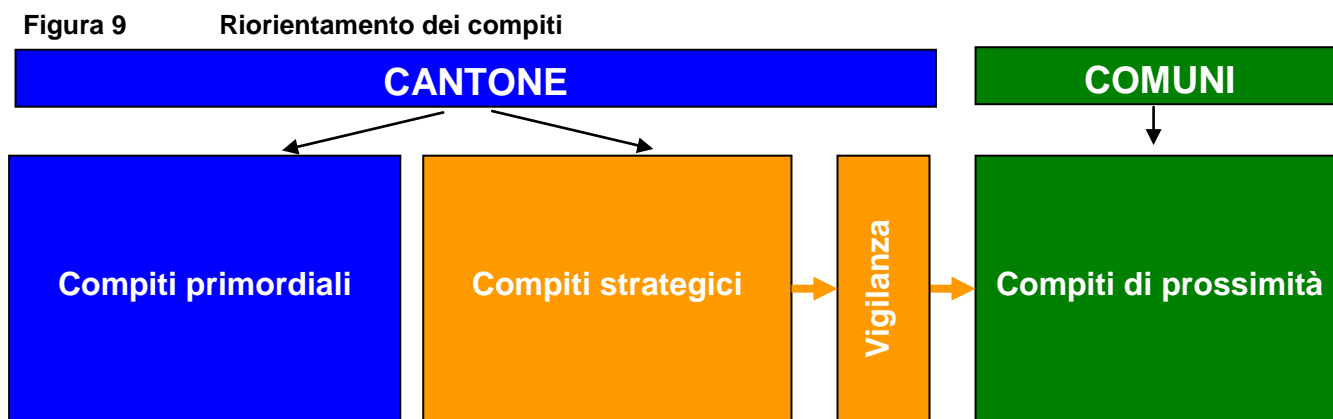 Figura 9 Riorientamento dei compiti
CANTONE
COMUNI
Compiti primordiali
Compiti strategici
Vigilanza
Compiti di prossimità